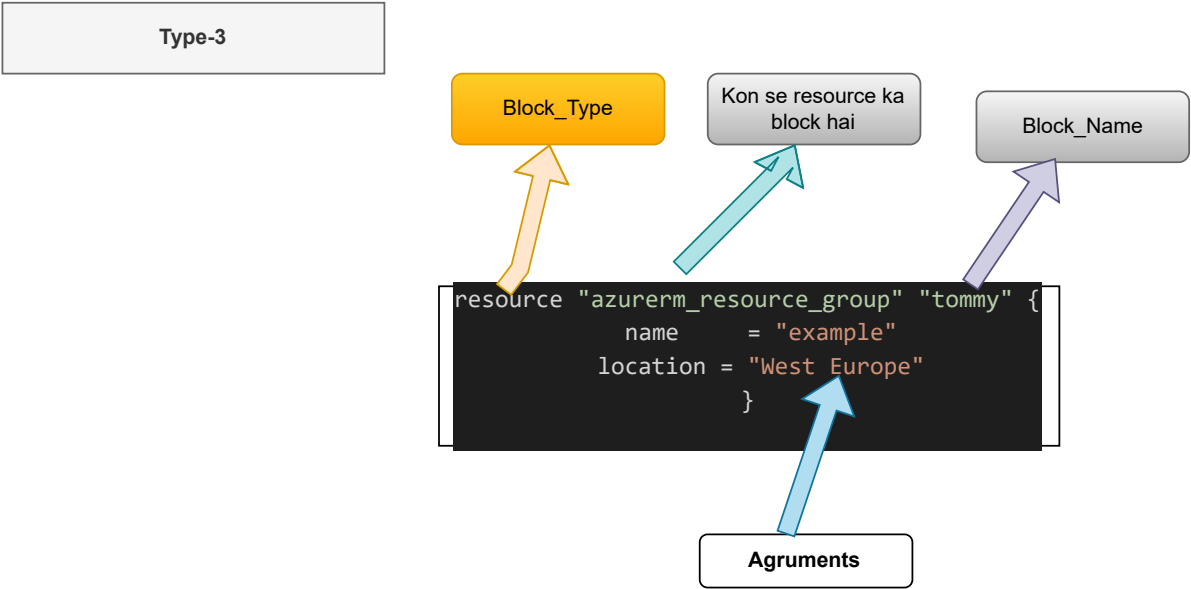 Type-3
Block_Type
Kon se resource ka
block hai
Block_Name
resource "azurerm_resource_group" "tommy" {
name     = "example"
location = "West Europe"
}
Agruments